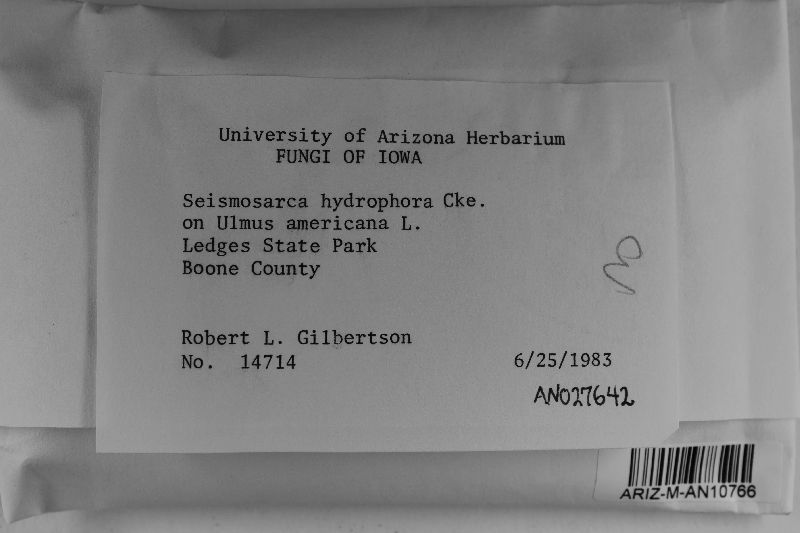 University of Arizona Herbarium
FUNGI OF IOWA
Seismosarca hydrophora Cke.
on Ulmus americana L.
Ledges State Park
Boone County
Robert L. Gilbertson
No. 14714 6/25/1983
AN027642
ARIZ-M-AN10766